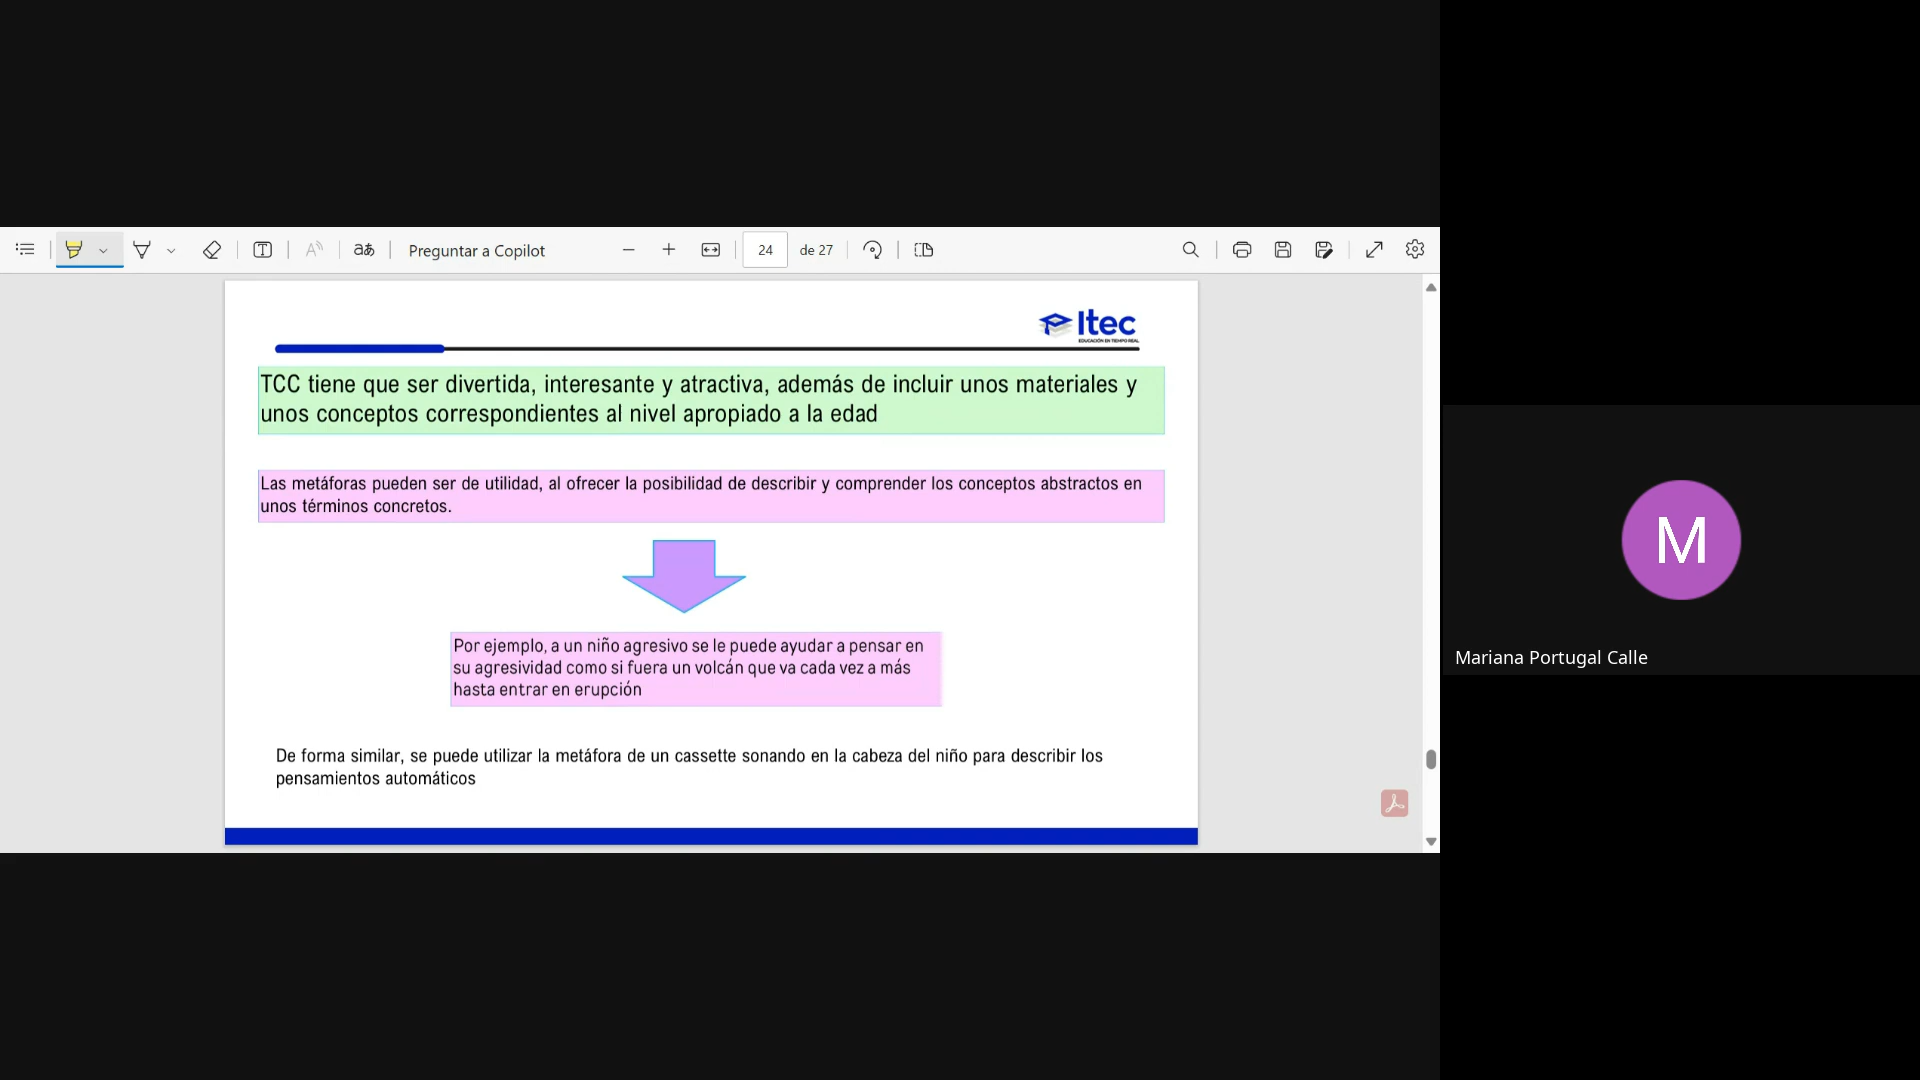 Preguntar a Copilot
24
de 27
Itec
EDUCACIÓN EN TIEMPO REAL
TCC tiene que ser divertida, interesante y atractiva, además de incluir unos materiales y
unos conceptos correspondientes al nivel apropiado a la edad
Las metáforas pueden ser de utilidad, al ofrecer la posibilidad de describir y comprender los conceptos abstractos en
unos términos concretos.
Por ejemplo, a un niño agresivo se le puede ayudar a pensar en
su agresividad como si fuera un volcán que va cada vez a más
hasta entrar en erupción
De forma similar, se puede utilizar la metáfora de un cassette sonando en la cabeza del niño para describir los
pensamientos automáticos
M
Mariana Portugal Calle